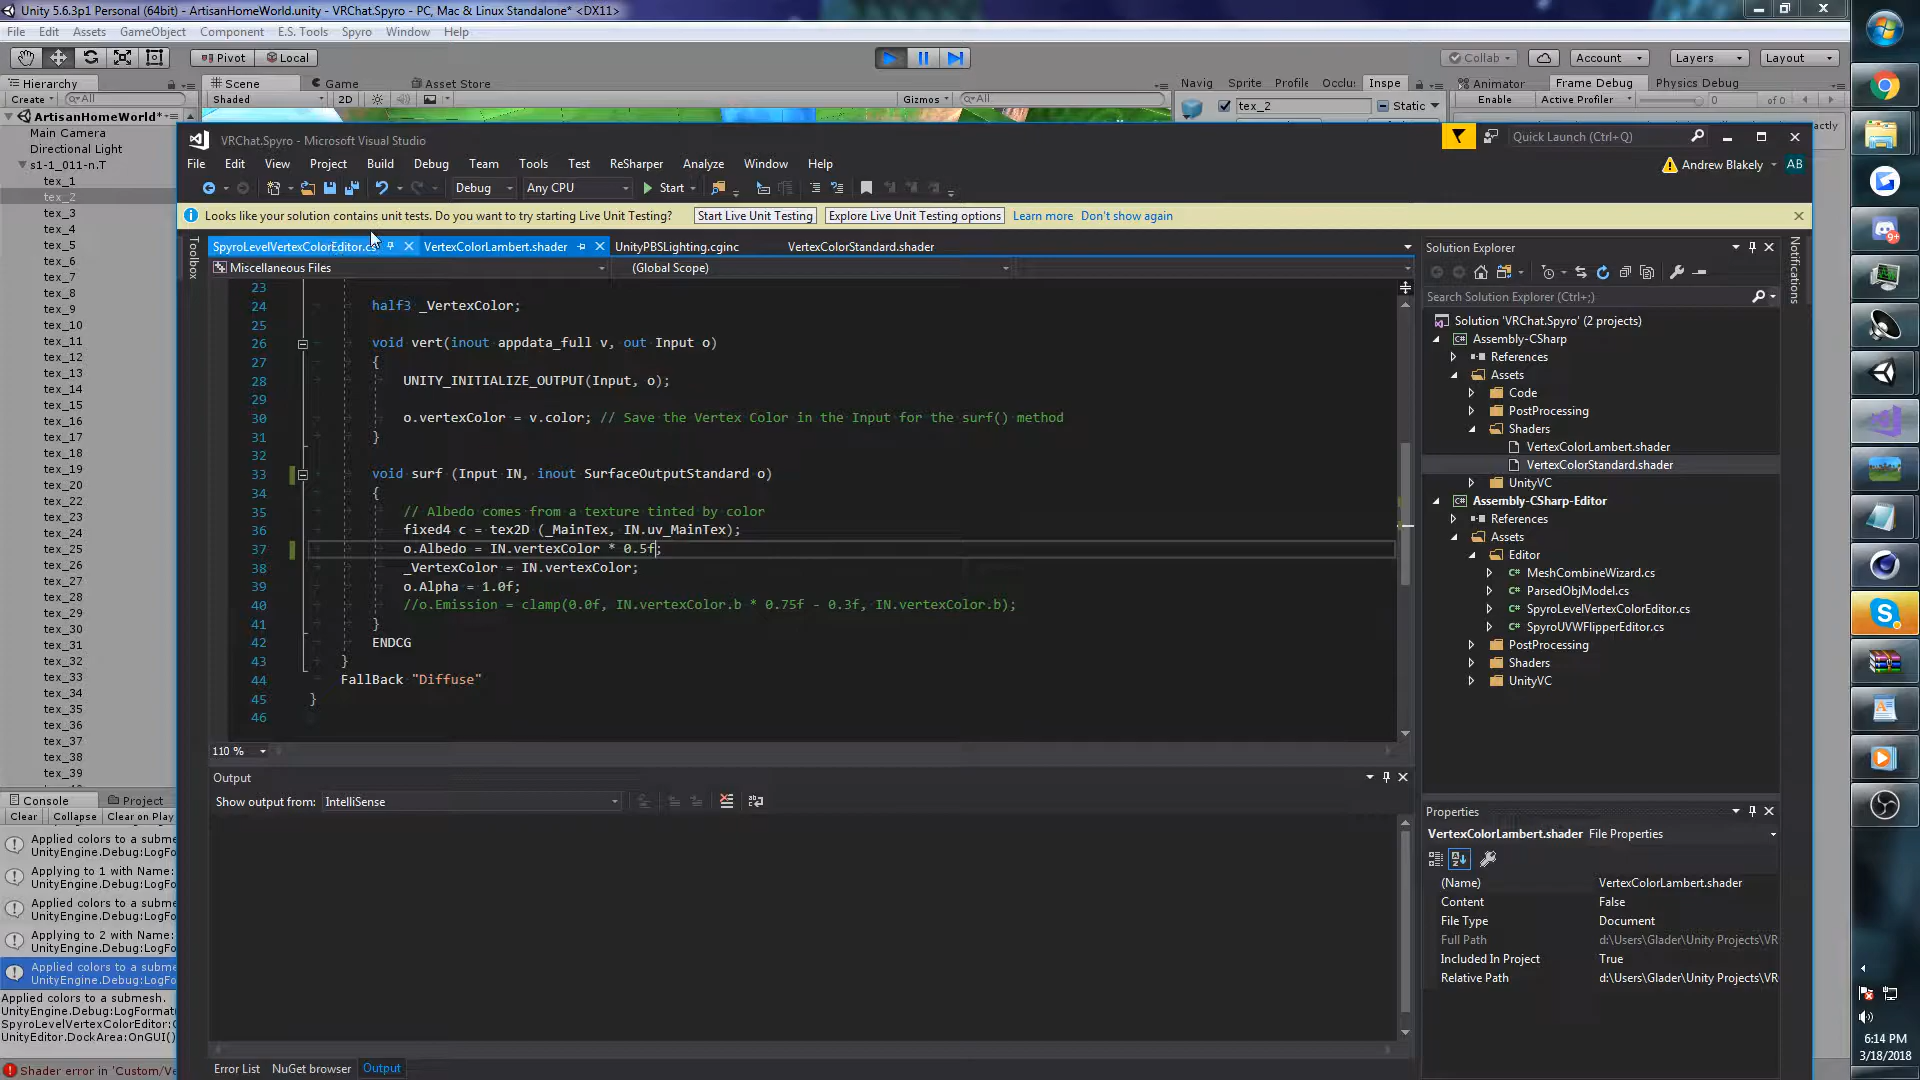 Unity 5.6.3p1 Personal (64bit) - ArtisanHomeWorld.unity - VRChat.Spyro - PC, Mac & Linux Standalone* <DX11>
File Edit Assets GameObject Component E.S. Tools Spyro Window Help
Pivot Local Collab Account Layers Layout
Hierarchy Scene Game Asset Store Navig Sprite Profile Occlu: Inspe Animator Frame Debug Physics Debug
Create All Shaded 2D Gizmos All tex_2 Static Enable Active Profiler 0 of 0
ArtisanHomeWorld*
Main Camera
Directional Light
s1-1_011-n.T
tex_1
tex_2
tex_3
tex_4
tex_5
tex_6
tex_7
tex_8
tex_9
tex_10
tex_11
tex_12
tex_13
tex_14
tex_15
tex_16
tex_17
tex_18
tex_19
tex_20
tex_21
tex_22
tex_23
tex_24
tex_25
tex_26
tex_27
tex_28
tex_29
tex_30
tex_31
tex_32
tex_33
tex_34
tex_35
tex_36
tex_37
tex_38
tex_39
Console Project
Clear Collapse Clear on Play
Applied colors to a subme
UnityEngine.Debug:LogFo
Applying to 1 with Name:
UnityEngine.Debug:LogFo
Applied colors to a subme
UnityEngine.Debug:LogFo
Applying to 2 with Name:
UnityEngine.Debug:LogFo
Applied colors to a subme
UnityEngine.Debug:LogFo
Applied colors to a submesh.
UnityEngine.Debug:LogFormat
SpyroLevelVertexColorEditor:
UnityEditor.DockArea:OnGUI()
Shader error in 'Custom/Ve
VRChat.Spyro - Microsoft Visual Studio
Quick Launch (Ctrl+Q)
File Edit View Project Build Debug Team Tools Test ReSharper Analyze Window Help
Andrew Blakely AB
Debug Any CPU Start
Looks like your solution contains unit tests. Do you want to try starting Live Unit Testing? Start Live Unit Testing Explore Live Unit Testing options Learn more Don't show again
Toolbox
SpyroLevelVertexColorEditor.cs VertexColorLambert.shader UnityPBSLighting.cginc VertexColorStandard.shader
Miscellaneous Files (Global Scope)
23
24 half3 _VertexColor;
25
26 void vert(inout appdata_full v, out Input o)
27 {
28 UNITY_INITIALIZE_OUTPUT(Input, o);
29
30 o.vertexColor = v.color; // Save the Vertex Color in the Input for the surf() method
31 }
32
33 void surf (Input IN, inout SurfaceOutputStandard o)
34 {
35 // Albedo comes from a texture tinted by color
36 fixed4 c = tex2D (_MainTex, IN.uv_MainTex);
37 o.Albedo = IN.vertexColor * 0.5f;
38 _VertexColor = IN.vertexColor;
39 o.Alpha = 1.0f;
40 //o.Emission = clamp(0.0f, IN.vertexColor.b * 0.75f - 0.3f, IN.vertexColor.b);
41 }
42 ENDCG
43 }
44 FallBack "Diffuse"
45 }
46
110 %
Output
Show output from: IntelliSense
Error List NuGet browser Output
Solution Explorer
Search Solution Explorer (Ctrl+;)
Solution 'VRChat.Spyro' (2 projects)
Assembly-CSharp
References
Assets
Code
PostProcessing
Shaders
VertexColorLambert.shader
VertexColorStandard.shader
UnityVC
Assembly-CSharp-Editor
References
Assets
Editor
MeshCombineWizard.cs
ParsedObjModel.cs
SpyroLevelVertexColorEditor.cs
SpyroUVWFlipperEditor.cs
PostProcessing
Shaders
UnityVC
Notifications
Properties
VertexColorLambert.shader File Properties
(Name) VertexColorLambert.shader
Content False
File Type Document
Full Path d:\Users\Glader\Unity Projects\VR
Included In Project True
Relative Path d:\Users\Glader\Unity Projects\VR
6:14 PM
3/18/2018